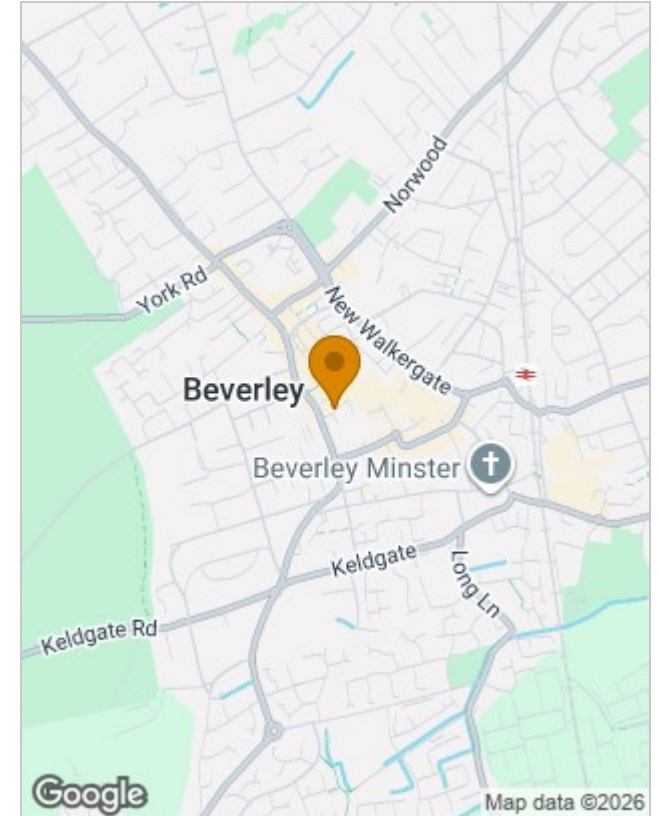 Norwood
York Rd
New Walkergate
Beverley
Beverley Minster
Keldgate
Long Ln
Keldgate Rd
Google
Map data ©2026